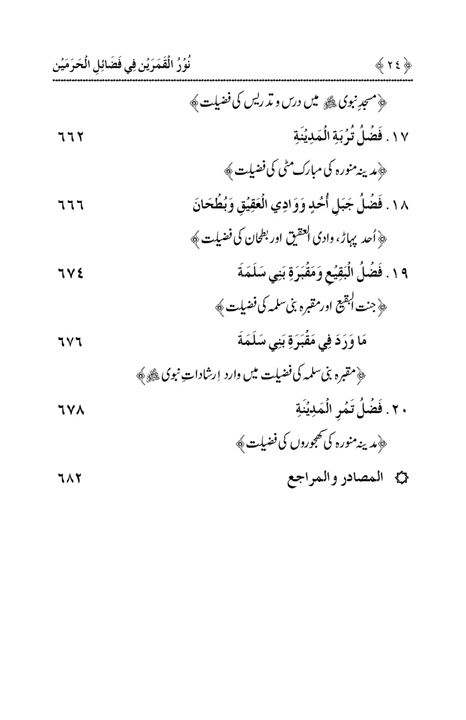 ﴿٢٤﴾ نُوْرُ الْقَمَرَيْن فِي فَضَائِلِ الْحَرَمَيْن
﴿مسجدِ نبوی ﷺ میں درس و تدریس کی فضیلت﴾
١٧. فَضْلُ تُرْبَةِ الْمَدِيْنَةِ ٦٦٢
﴿مدینہ منورہ کی مبارک مٹی کی فضیلت﴾
١٨. فَضْلُ جَبَلِ أُحُدٍ وَوَادِي الْعَقِيْقِ وَبُطْحَانَ ٦٦٦
﴿اُحد پہاڑ، وادی العقیق اور بطحان کی فضیلت﴾
١٩. فَضْلُ الْبَقِيْعِ وَمَقْبَرَةِ بَنِي سَلَمَةَ ٦٧٤
﴿جنت البقیع اور مقبرہ بنی سلمہ کی فضیلت﴾
مَا وَرَدَ فِي مَقْبَرَةِ بَنِي سَلَمَةَ ٦٧٦
﴿مقبرہ بنی سلمہ کی فضیلت میں وارد اِرشاداتِ نبوی ﷺ﴾
٢٠. فَضْلُ تَمْرِ الْمَدِيْنَةِ ٦٧٨
﴿مدینہ منورہ کی کھجوروں کی فضیلت﴾
۞ المصادر والمراجع ٦٨٢